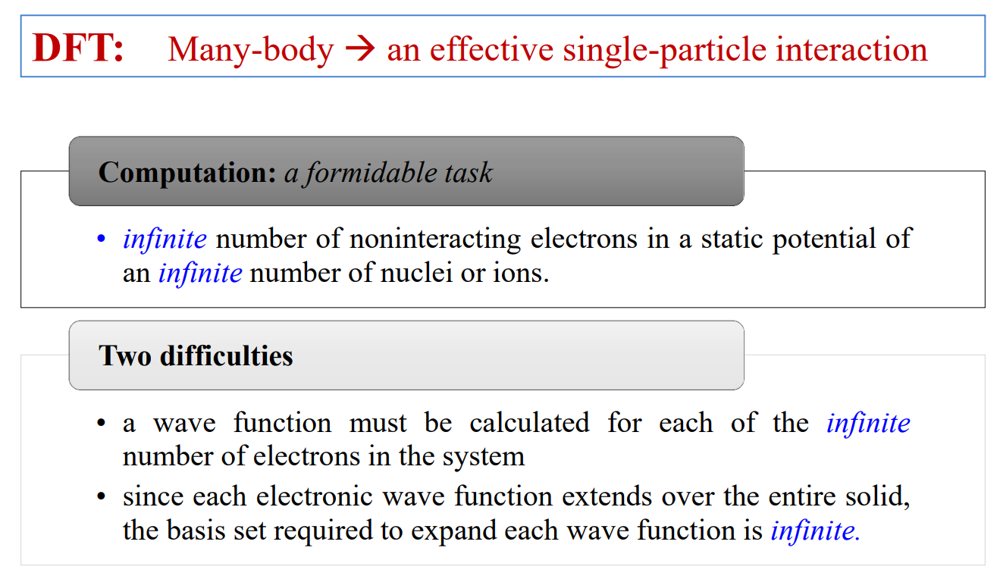 DFT: Many-body → an effective single-particle interaction
Computation: a formidable task
• infinite number of noninteracting electrons in a static potential of
an infinite number of nuclei or ions.
Two difficulties
• a wave function must be calculated for each of the infinite
number of electrons in the system
• since each electronic wave function extends over the entire solid,
the basis set required to expand each wave function is infinite.